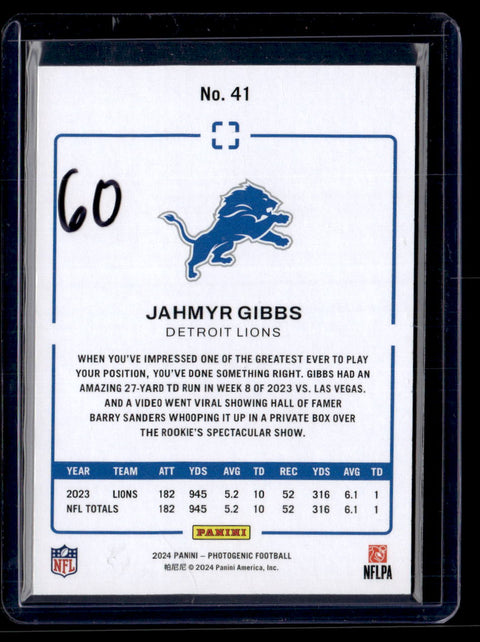 No. 41
60
JAHMYR GIBBS
DETROIT LIONS
WHEN YOU'VE IMPRESSED ONE OF THE GREATEST EVER TO PLAY
YOUR POSITION, YOU'VE DONE SOMETHING RIGHT. GIBBS HAD AN
AMAZING 27-YARD TD RUN IN WEEK 8 OF 2023 VS. LAS VEGAS.
AND A VIDEO WENT VIRAL SHOWING HALL OF FAMER
BARRY SANDERS WHOOPING IT UP IN A PRIVATE BOX OVER
THE ROOKIE'S SPECTACULAR SHOW.
YEAR TEAM ATT YDS AVG TD REC YDS AVG TD
2023 LIONS 182 945 5.2 10 52 316 6.1 1
NFL TOTALS 182 945 5.2 10 52 316 6.1 1
PANINI
2024 PANINI – PHOTOGENIC FOOTBALL
帕尼尼 © 2024 Panini America, Inc.
NFL
NFLPA